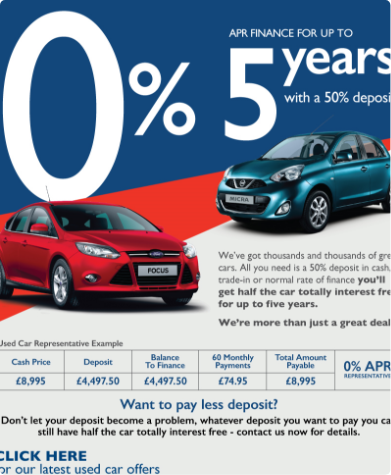 0%
APR FINANCE FOR UP TO
5 years
with a 50% deposi
MICRA
FOCUS
We've got thousands and thousands of gre
cars. All you need is a 50% deposit in cash,
trade-in or normal rate of finance you'll
get half the car totally interest fre
for up to five years.
We're more than just a great deal
Used Car Representative Example
Cash Price Deposit Balance To Finance 60 Monthly Payments Total Amount Payable 0% APR REPRESENTATIVE
£8,995 £4,497.50 £4,497.50 £74.95 £8,995
Want to pay less deposit?
Don't let your deposit become a problem, whatever deposit you want to pay you ca
still have half the car totally interest free - contact us now for details.
CLICK HERE
or our latest used car offers